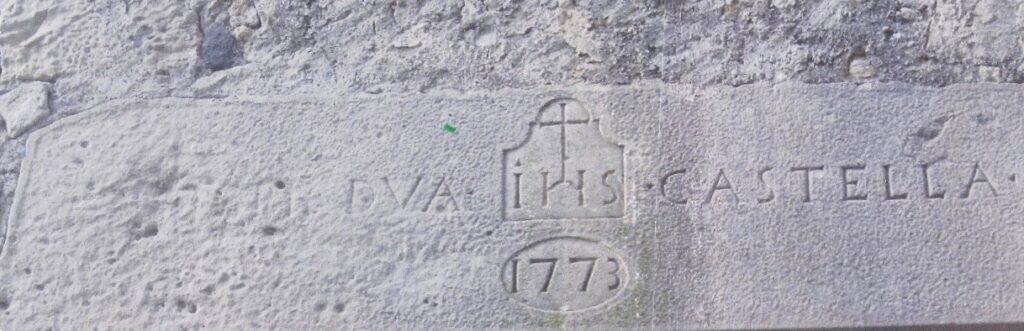 DVA · IHS · CASTELLA ·
1773